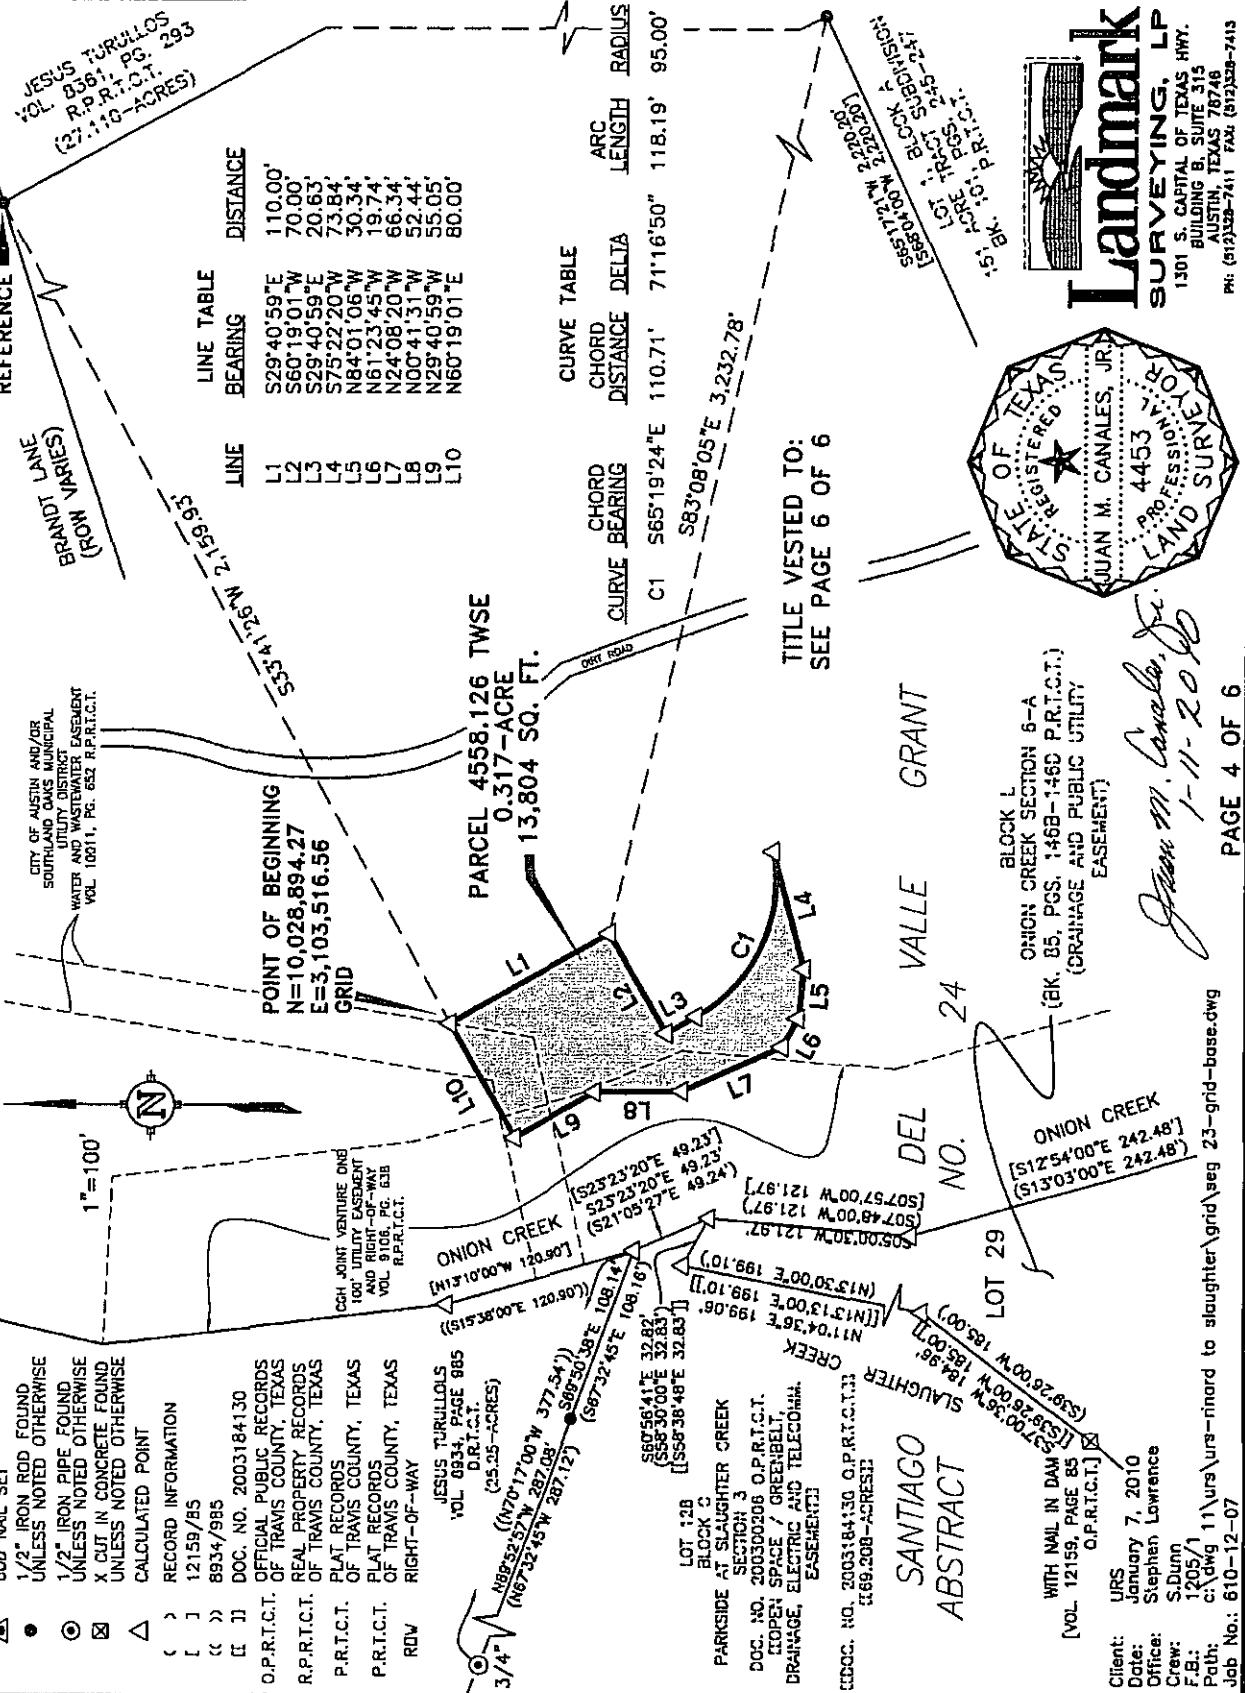 1/2" IRON ROD FOUND
UNLESS NOTED OTHERWISE
1/2" IRON PIPE FOUND
UNLESS NOTED OTHERWISE
X CUT IN CONCRETE FOUND
UNLESS NOTED OTHERWISE
CALCULATED POINT
( ) RECORD INFORMATION
[ ] 12159/85
(( )) 8934/985
[[ ]] DOC. NO. 2003184130
O.P.R.T.C.T. OFFICIAL PUBLIC RECORDS
OF TRAVIS COUNTY, TEXAS
R.P.R.T.C.T. REAL PROPERTY RECORDS
OF TRAVIS COUNTY, TEXAS
P.R.T.C.T. PLAT RECORDS
OF TRAVIS COUNTY, TEXAS
P.R.T.C.T. PLAT RECORDS
OF TRAVIS COUNTY, TEXAS
ROW RIGHT-OF-WAY
1"=100'
N
CITY OF AUSTIN AND/OR
SOUTHLAND OAKS MUNICIPAL
UTILITY DISTRICT
WATER AND WASTEWATER EASEMENT
VOL. 10011, PG. 652 R.P.R.T.C.T.
BRANDT LANE
(ROW VARIES)
REFERENCE
JESUS TURULLOS
VOL. 8361, PG. 293
R.P.R.T.C.T.
(27.110-ACRES)
S33°41'26"W 2,159.93'
POINT OF BEGINNING
N=10,028,894.27
E=3,103,516.56
GRID
PARCEL 4558.126 TWSE
0.317-ACRE
13,804 SQ. FT.
DIRT ROAD
LINE TABLE
LINE BEARING DISTANCE
L1 S29°40'59"E 110.00'
L2 S60°19'01"W 70.00'
L3 S29°40'59"E 20.63'
L4 S75°22'20"W 73.84'
L5 N84°01'06"W 30.34'
L6 N61°23'45"W 19.74'
L7 N24°08'20"W 66.34'
L8 N00°41'31"W 52.44'
L9 N29°40'59"W 55.05'
L10 N60°19'01"E 80.00'
CURVE TABLE
CURVE CHORD BEARING CHORD DISTANCE DELTA ARC LENGTH RADIUS
C1 S65°19'24"E 110.71' 71°16'50" 118.19' 95.00'
S83°08'05"E 3,232.78'
S65°17'21"W 2,220.20'
[S68°04'00"W 2,220.20']
LOT 1, BLOCK A
151 ACRE TRACT SUBDIVISION
BK. 101, PGS. 245-247
P.R.T.C.T.
TITLE VESTED TO:
SEE PAGE 6 OF 6
L1
L2
L3
C1
L4
L5
L6
L7
L8
L9
L10
CGH JOINT VENTURE ONE
100' UTILITY EASEMENT
AND RIGHT-OF-WAY
VOL. 9106, PG. 638
R.P.R.T.C.T.
ONION CREEK
[N13°10'00"W 120.90']
((S15°38'00"E 120.90'))
[S23°23'20"E 49.23']
S23°23'20"E 49.23'
(S21°05'27"E 49.24')
S69°50'38"E 108.14'
(S67°32'45"E 108.16')
((N70°17'00"W 377.54'))
N69°52'57"W 287.08'
(N67°32'45"W 287.12')
3/4"
JESUS TURULLOLS
VOL 8934, PAGE 985
D.R.T.C.T.
(25.25-ACRES)
S60°56'41"E 32.82'
(S58°30'00"E 32.83')
[[S58°38'48"E 32.83']]
S05°00'30"W 121.97'
(S07°48'00"W 121.97')
[S07°57'00"W 121.97']
N11°04'36"E 199.06'
[[N13°13'00"E 199.10']]
(N13°30'00"E 199.10')
SLAUGHTER CREEK
S37°00'36"W 184.96'
[[S39°26'00"W 185.00']]
(S39°26'00"W 185.00')
LOT 12B
BLOCK C
PARKSIDE AT SLAUGHTER CREEK
SECTION 3
DOC. NO. 200300206 O.P.R.T.C.T.
[[OPEN SPACE / GREENBELT,
DRAINAGE, ELECTRIC AND TELECOMM.
EASEMENT]]
[[DOC. NO. 2003184130 O.P.R.T.C.T.]]
[[69.208-ACRES]]
ONION CREEK
[S12°54'00"E 242.48']
(S13°03'00"E 242.48')
LOT 29
BLOCK L
ONION CREEK SECTION 6-A
(BK. 85, PGS. 146B-146D P.R.T.C.T.)
(DRAINAGE AND PUBLIC UTILITY
EASEMENT)
SANTIAGO DEL VALLE GRANT
ABSTRACT NO. 24
WITH NAIL IN DAM
[VOL. 12159, PAGE 85
O.P.R.T.C.T.]
Client: URS
Date: January 7, 2010
Office: Stephen Lawrence
Crew: S.Dunn
F.B.: 1205/1
Path: c:\dwg 11\urs\urs-rinard to slaughter\grid\seg 23-grid-base.dwg
Job No.: 610-12-07
PAGE 4 OF 6
Juan M. Canales, Jr.
1-11-2010
STATE OF TEXAS
REGISTERED
JUAN M. CANALES, JR.
4453
PROFESSIONAL
LAND SURVEYOR
Landmark
SURVEYING, LP
1301 S. CAPITAL OF TEXAS HWY.
BUILDING B, SUITE 315
AUSTIN, TEXAS 78746
PH: (512)328-7411 FAX: (512)328-7413